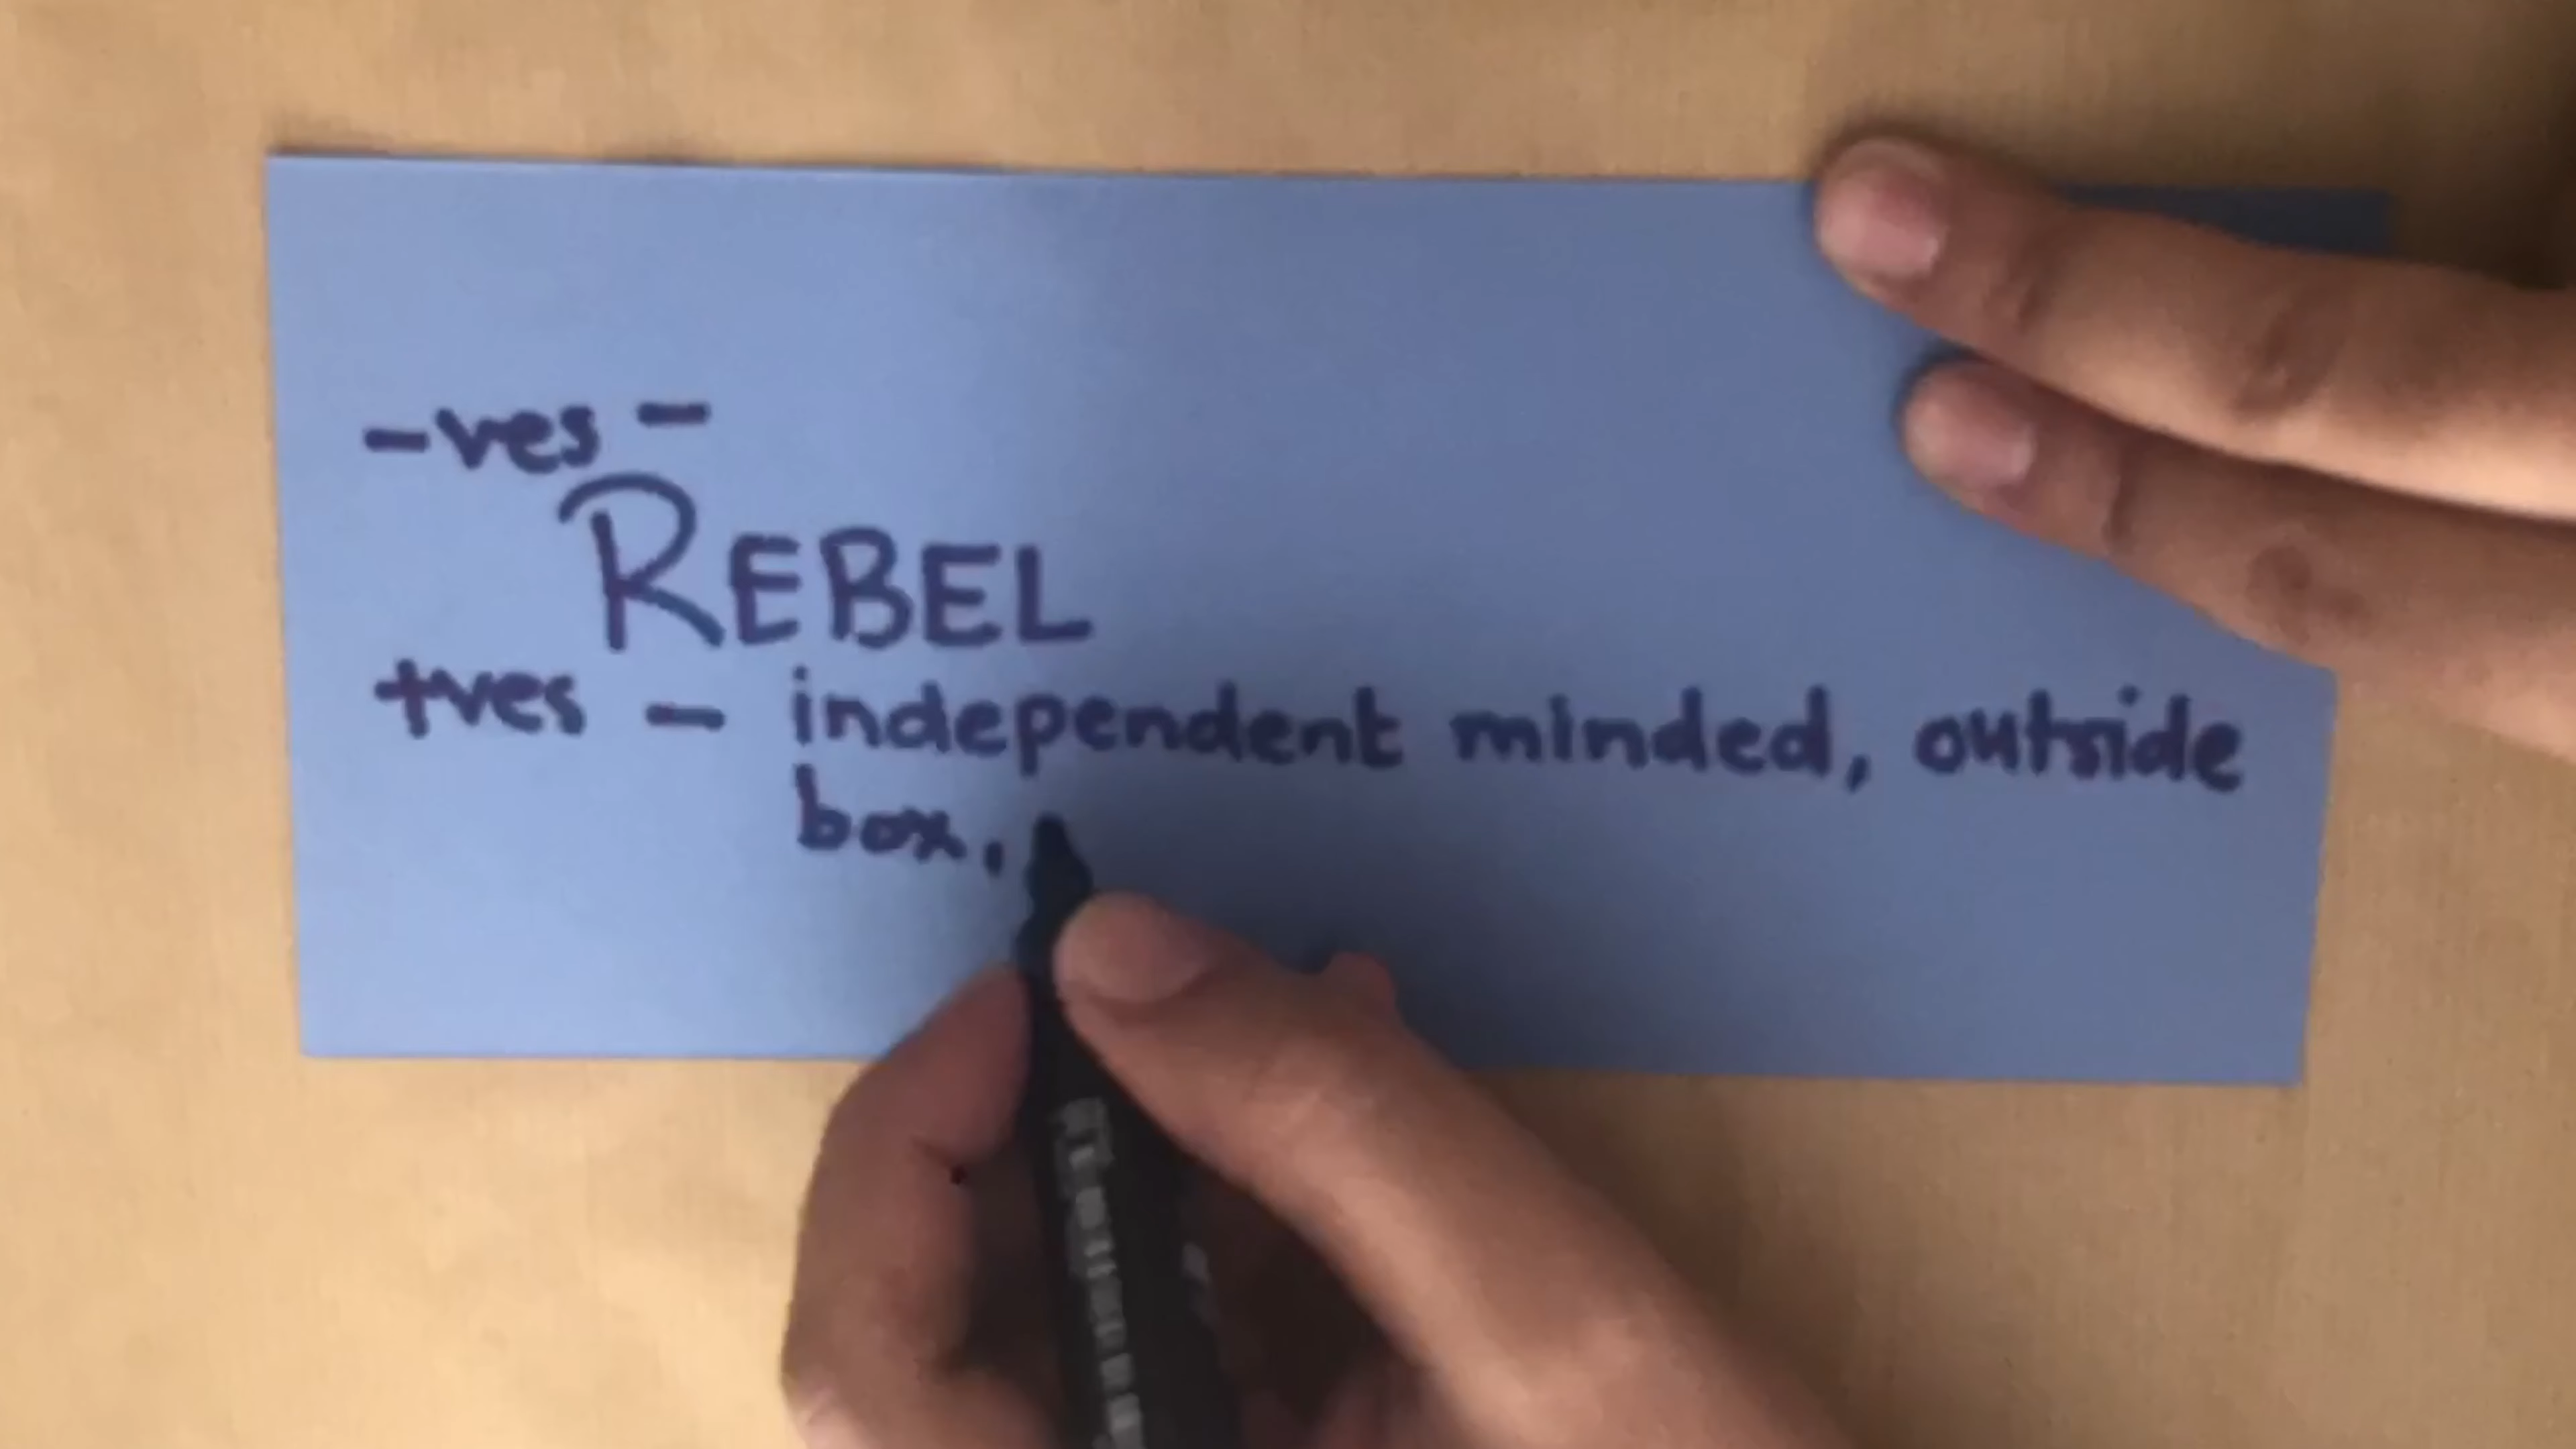 -ves -
REBEL
+ves - independent minded, outside
box,